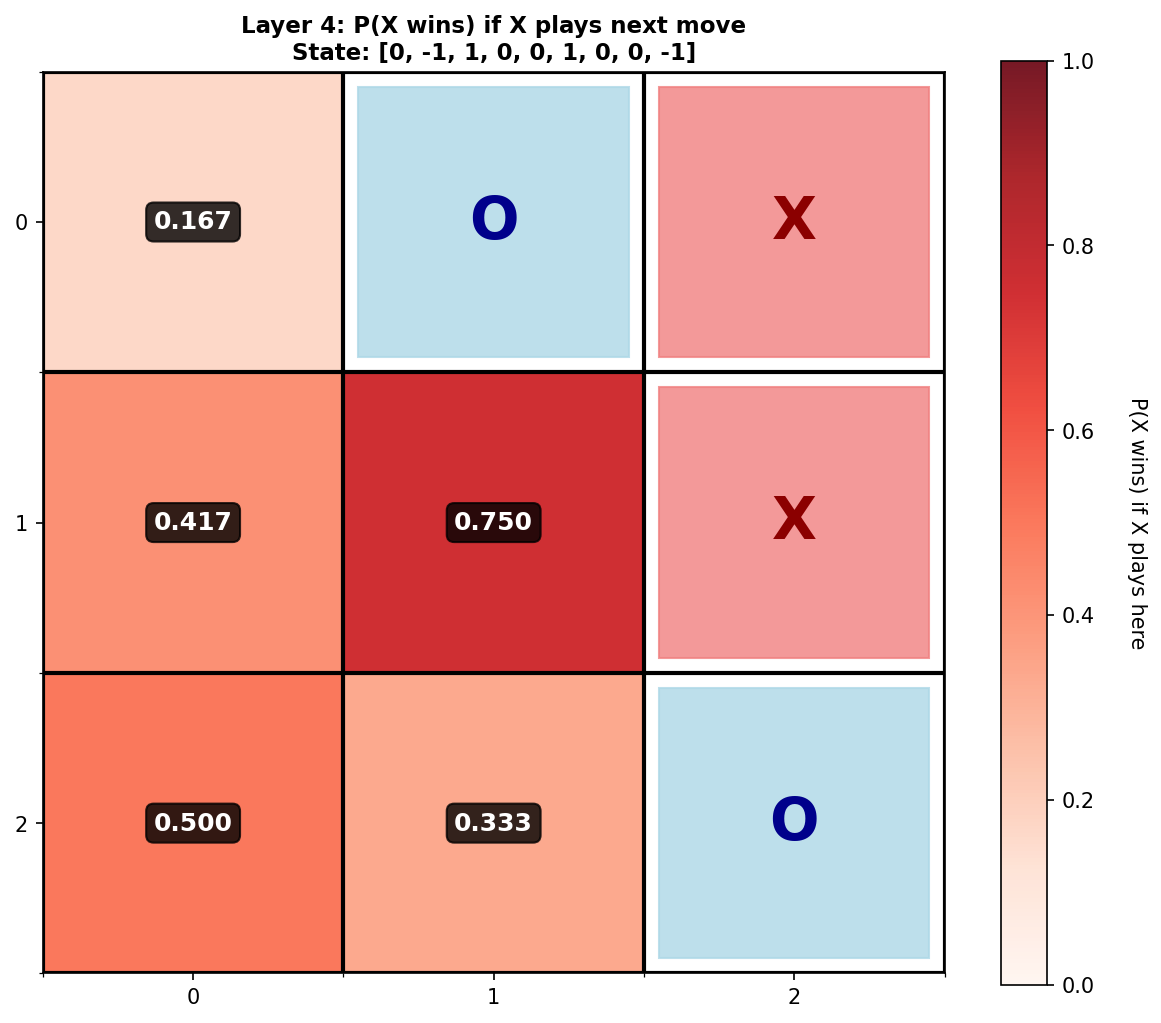 Layer 4: P(X wins) if X plays next move
State: [0, -1, 1, 0, 0, 1, 0, 0, -1]
0
0.167
O
X
1
0.417
0.750
X
2
0.500
0.333
O
0
1
2
1.0
0.8
0.6
0.4
0.2
0.0
P(X wins) if X plays here